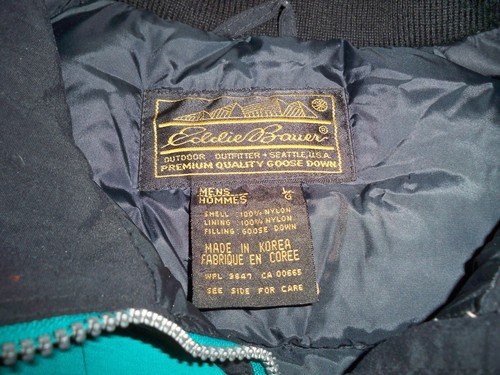 Eddie Bauer®
OUTDOOR OUTFITTER • SEATTLE, U.S.A.
PREMIUM QUALITY GOOSE DOWN
MENS L
HOMMES G
SHELL : 100% NYLON
LINING : 100% NYLON
FILLING : GOOSE DOWN
MADE IN KOREA
FABRIQUE EN COREE
WPL 3647 CA 00665
SEE SIDE FOR CARE